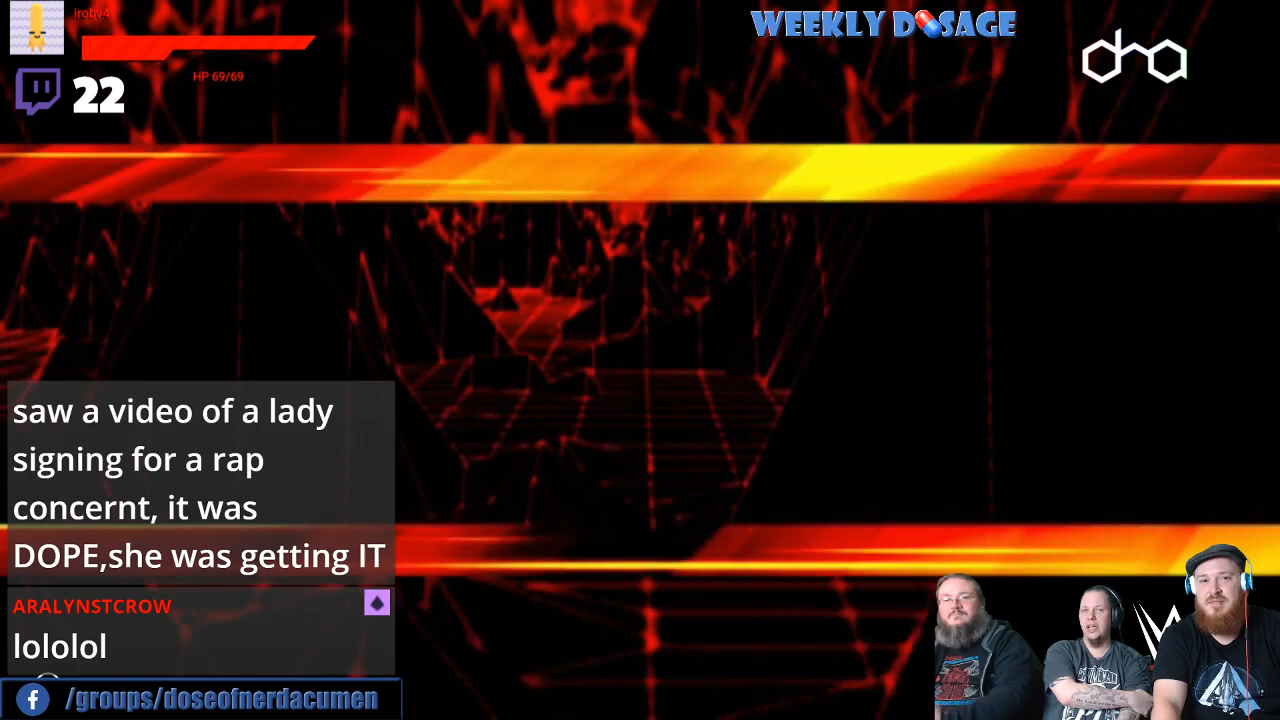 iroby4
HP 69/69
22
WEEKLY DOSAGE
dna
saw a video of a lady
signing for a rap
concernt, it was
DOPE,she was getting IT
ARALYNSTCROW
lololol
/groups/doseofnerdacumen